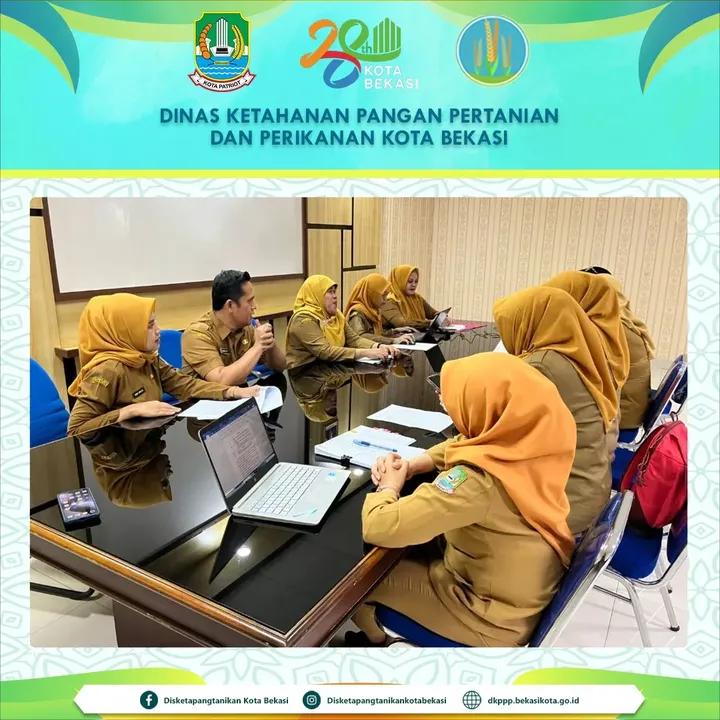 KOTA PATRIOT
28th
KOTA
BEKASI
DINAS KETAHANAN PANGAN PERTANIAN
DAN PERIKANAN KOTA BEKASI
Disketapangtanikan Kota Bekasi
Disketapangtanikankotabekasi
dkppp.bekasikota.go.id